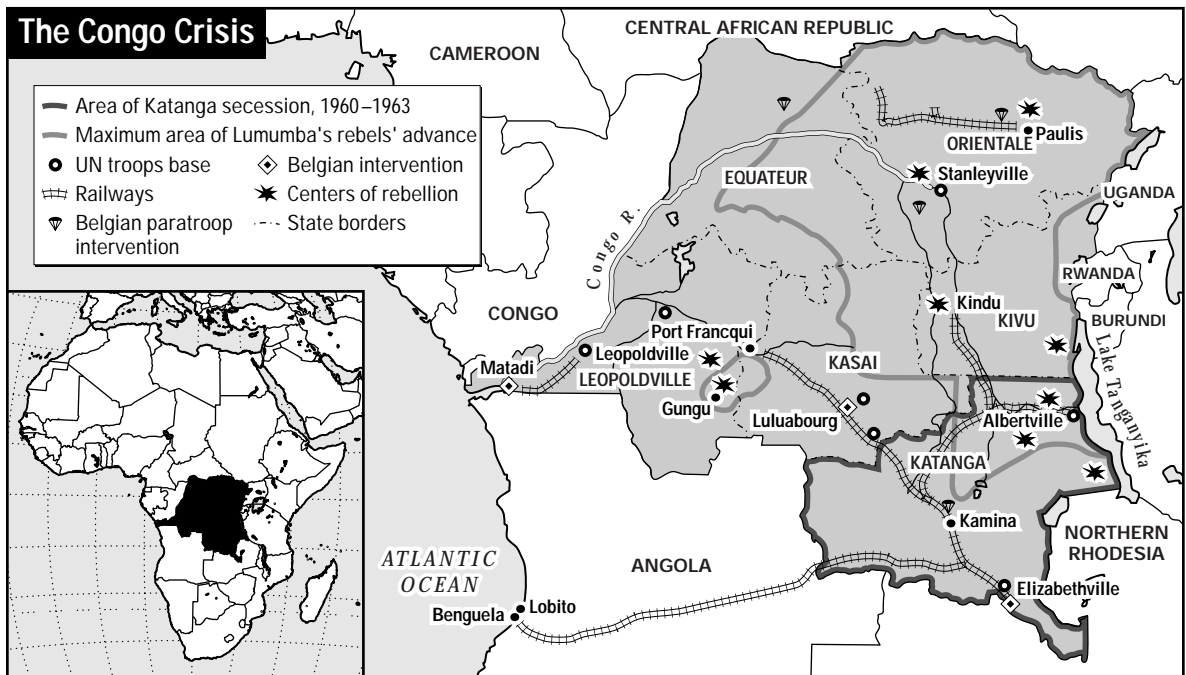 The Congo Crisis
Area of Katanga secession, 1960–1963
Maximum area of Lumumba's rebels' advance
UN troops base
Belgian intervention
Railways
Centers of rebellion
Belgian paratroop
intervention
State borders
CAMEROON
CENTRAL AFRICAN REPUBLIC
Paulis
ORIENTALE
Stanleyville
EQUATEUR
UGANDA
Congo R.
RWANDA
Kindu
KIVU
BURUNDI
CONGO
Port Francqui
Leopoldville
Matadi
LEOPOLDVILLE
KASAI
Lake Tanganyika
Gungu
Luluabourg
Albertville
KATANGA
Kamina
NORTHERN
RHODESIA
ATLANTIC
OCEAN
ANGOLA
Elizabethville
Lobito
Benguela